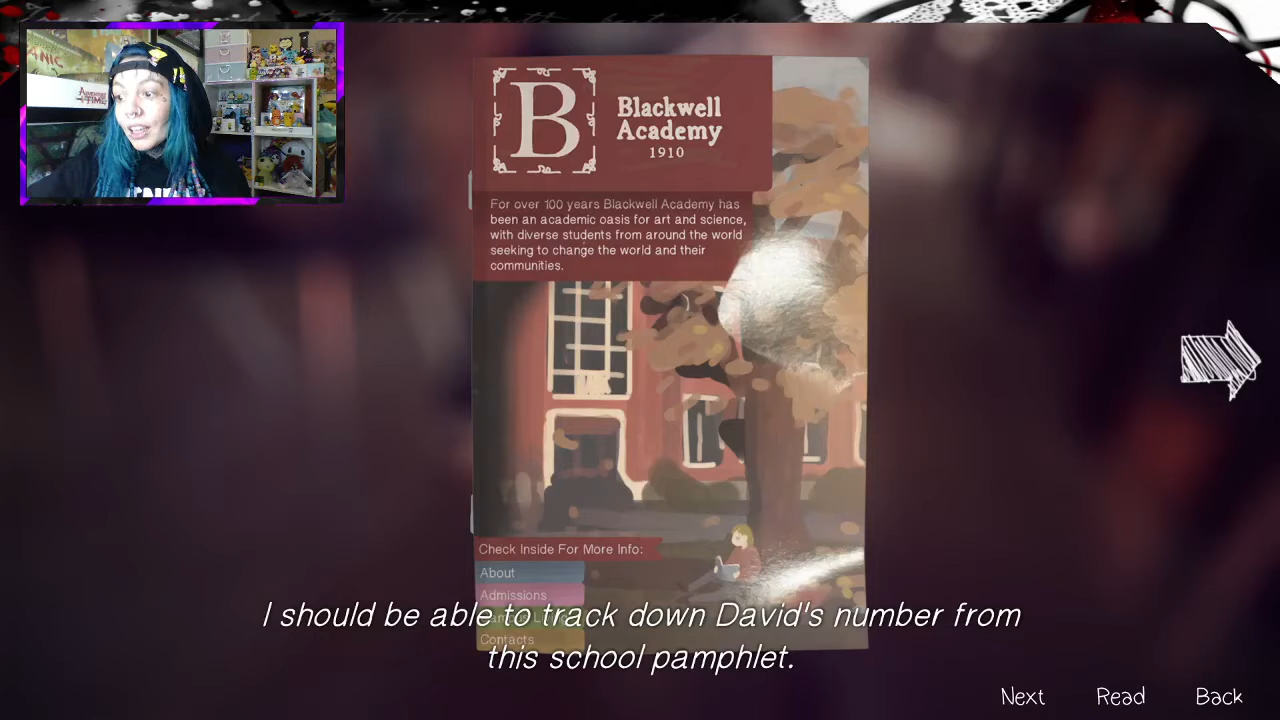 ADVENTURE
TIME
B
Blackwell
Academy
1910
For over 100 years Blackwell Academy has
been an academic oasis for art and science,
with diverse students from around the world
seeking to change the world and their
communities.
Check Inside For More Info:
About
Admissions
Contacts
I should be able to track down David's number from
this school pamphlet.
Next
Read
Back